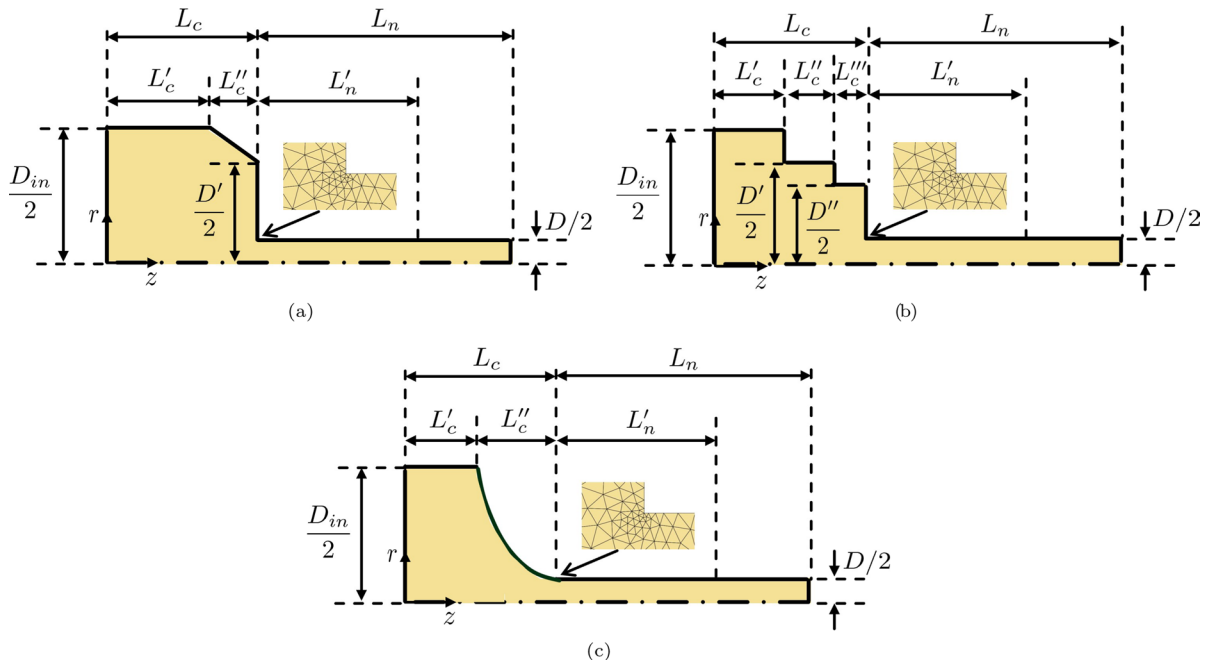 L_c L_n
L'_c L''_c L'_n
D_in/2
r
D'/2
D/2
z
(a)
L_c L_n
L'_c L''_c L'''_c L'_n
D_in/2
r
D'/2
D''/2
D/2
z
(b)
L_c L_n
L'_c L''_c L'_n
D_in/2
r
D/2
z
(c)